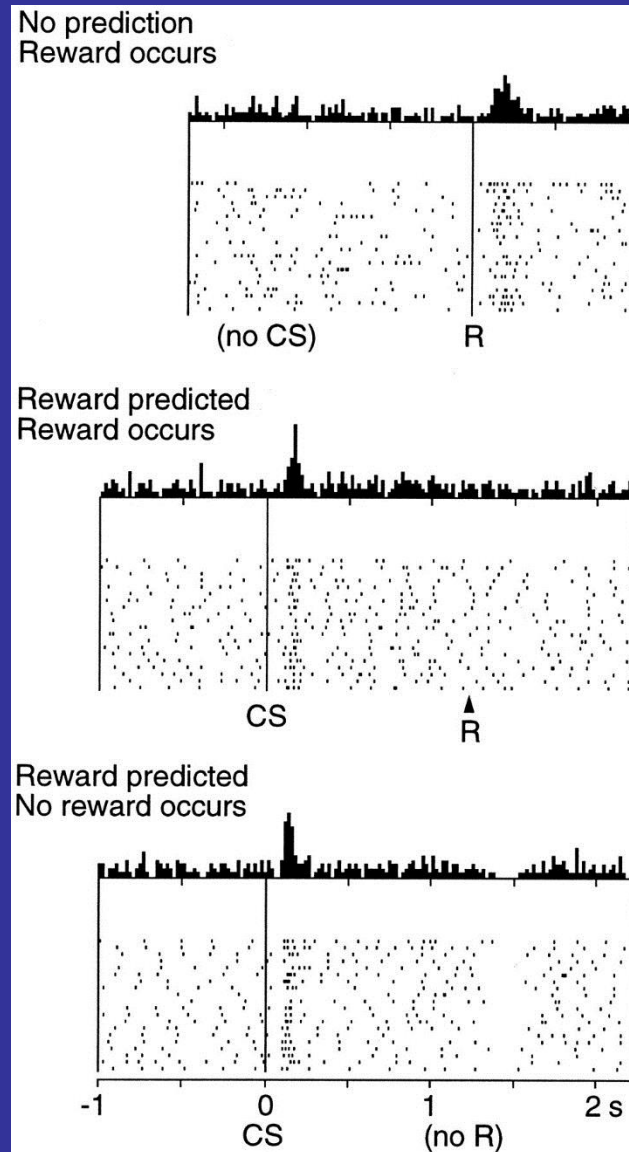 No prediction
Reward occurs
(no CS) R
Reward predicted
Reward occurs
CS
R
Reward predicted
No reward occurs
-1 0 1 2 s
CS (no R)